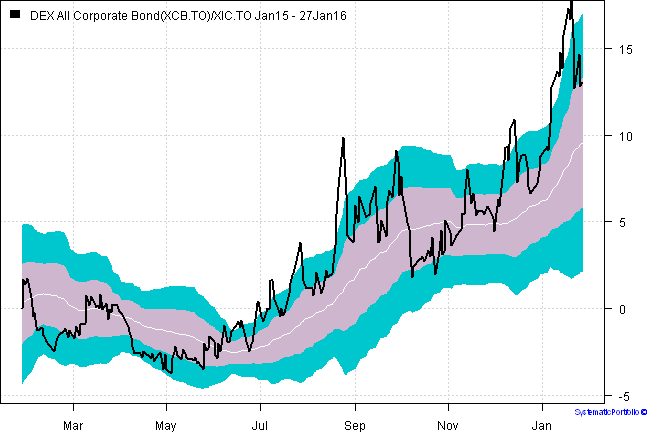 DEX All Corporate Bond(XCB.TO)/XIC.TO Jan15 - 27Jan16
15
10
5
0
-5
Mar May Jul Sep Nov Jan
SystematicPortfolio ©